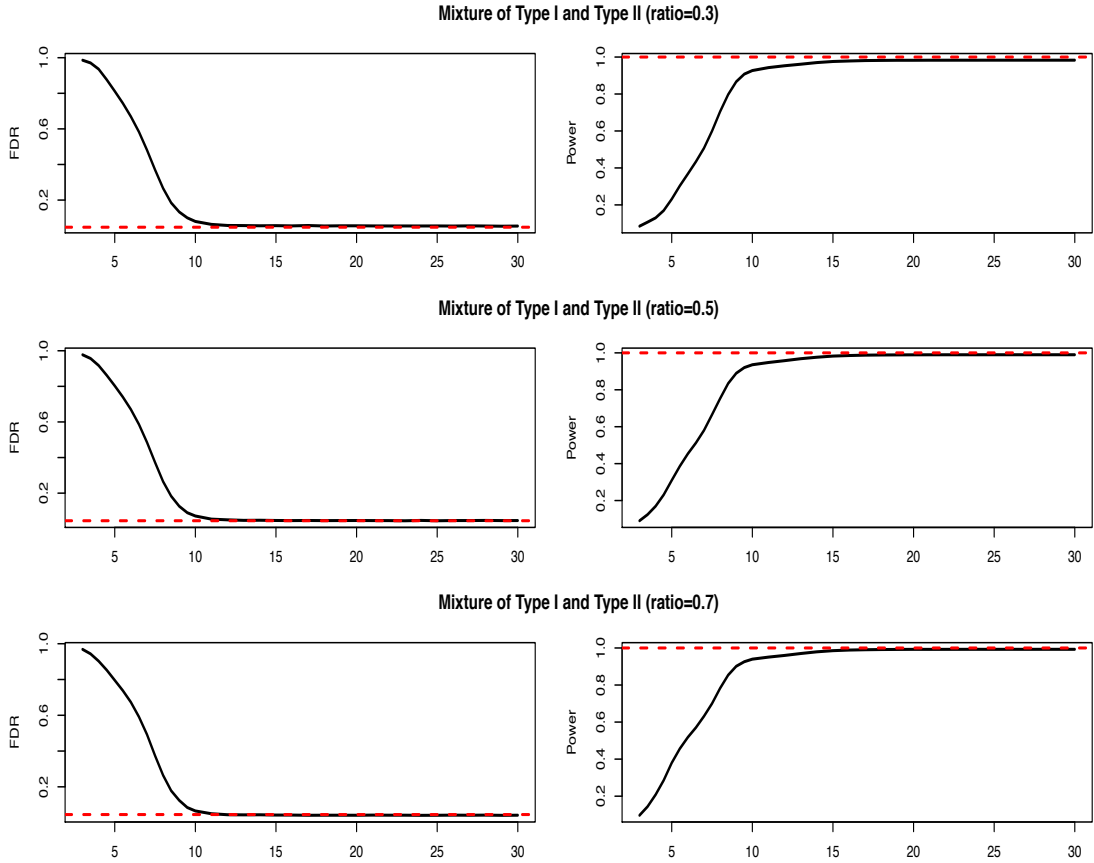 Mixture of Type I and Type II (ratio=0.3)
FDR
0.2 0.6 1.0
5 10 15 20 25 30
Power
0.2 0.4 0.6 0.8 1.0
5 10 15 20 25 30
Mixture of Type I and Type II (ratio=0.5)
FDR
0.2 0.6 1.0
5 10 15 20 25 30
Power
0.2 0.4 0.6 0.8 1.0
5 10 15 20 25 30
Mixture of Type I and Type II (ratio=0.7)
FDR
0.2 0.6 1.0
5 10 15 20 25 30
Power
0.2 0.4 0.6 0.8 1.0
5 10 15 20 25 30